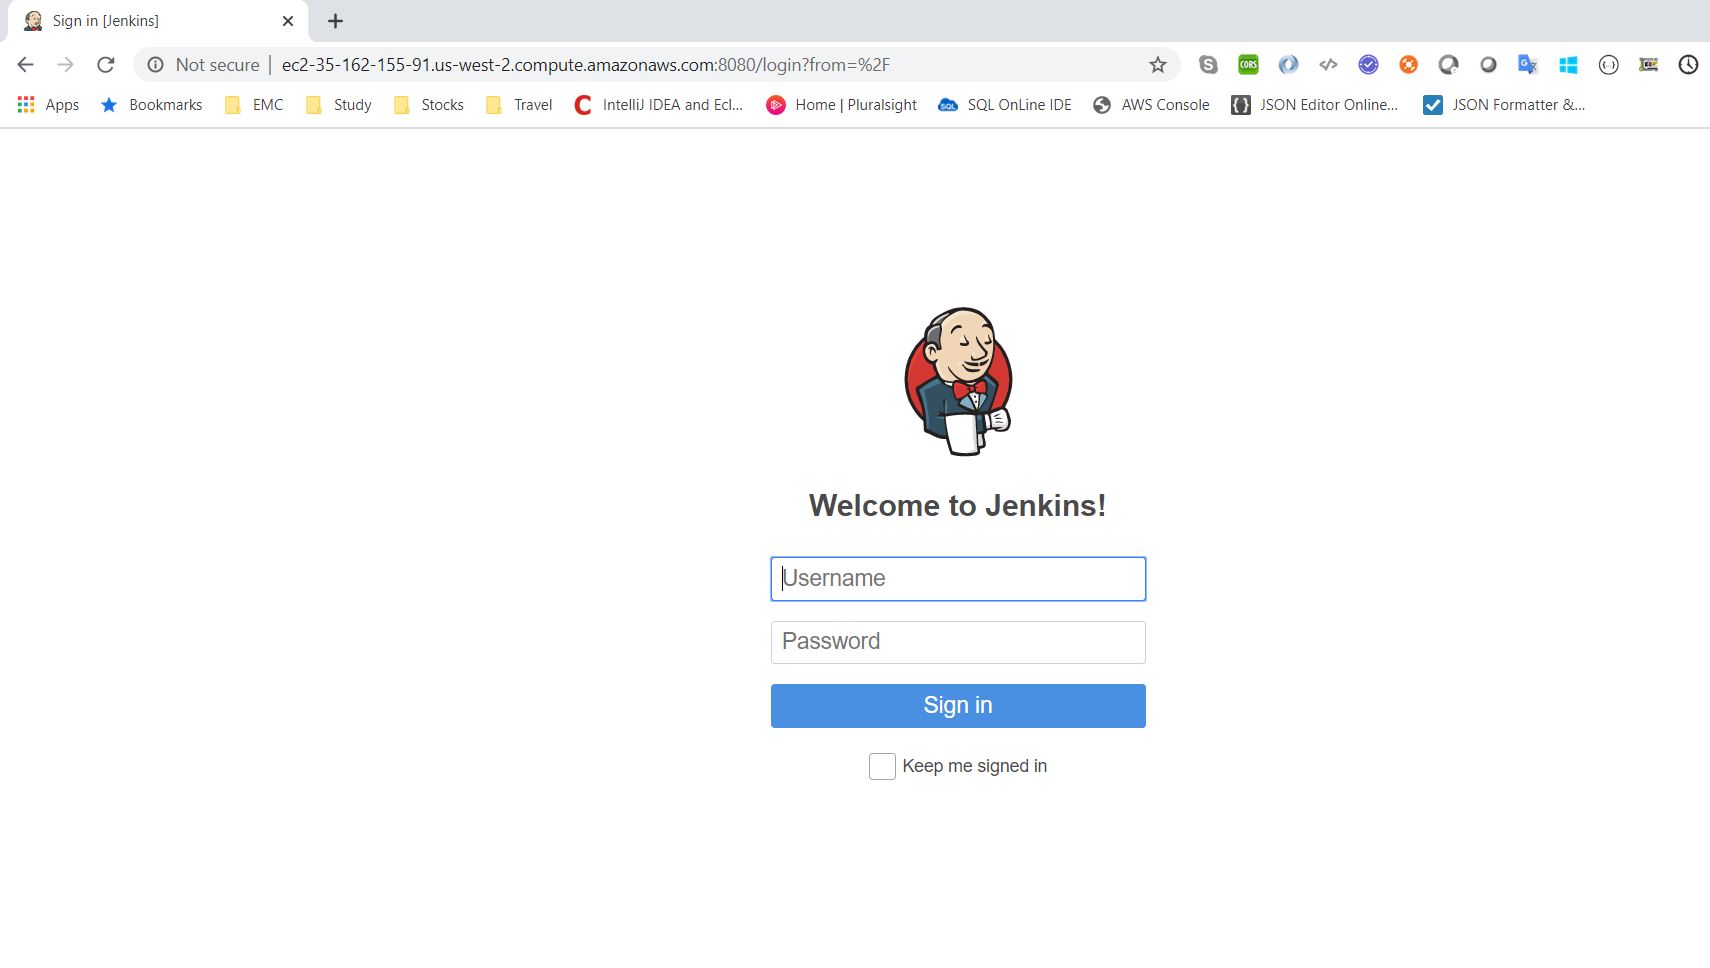 Sign in [Jenkins]
Not secure | ec2-35-162-155-91.us-west-2.compute.amazonaws.com:8080/login?from=%2F
CORS
Apps Bookmarks EMC Study Stocks Travel IntelliJ IDEA and Ecl... Home | Pluralsight SQL OnLine IDE AWS Console JSON Editor Online... JSON Formatter &...
Welcome to Jenkins!
Username
Password
Sign in
Keep me signed in